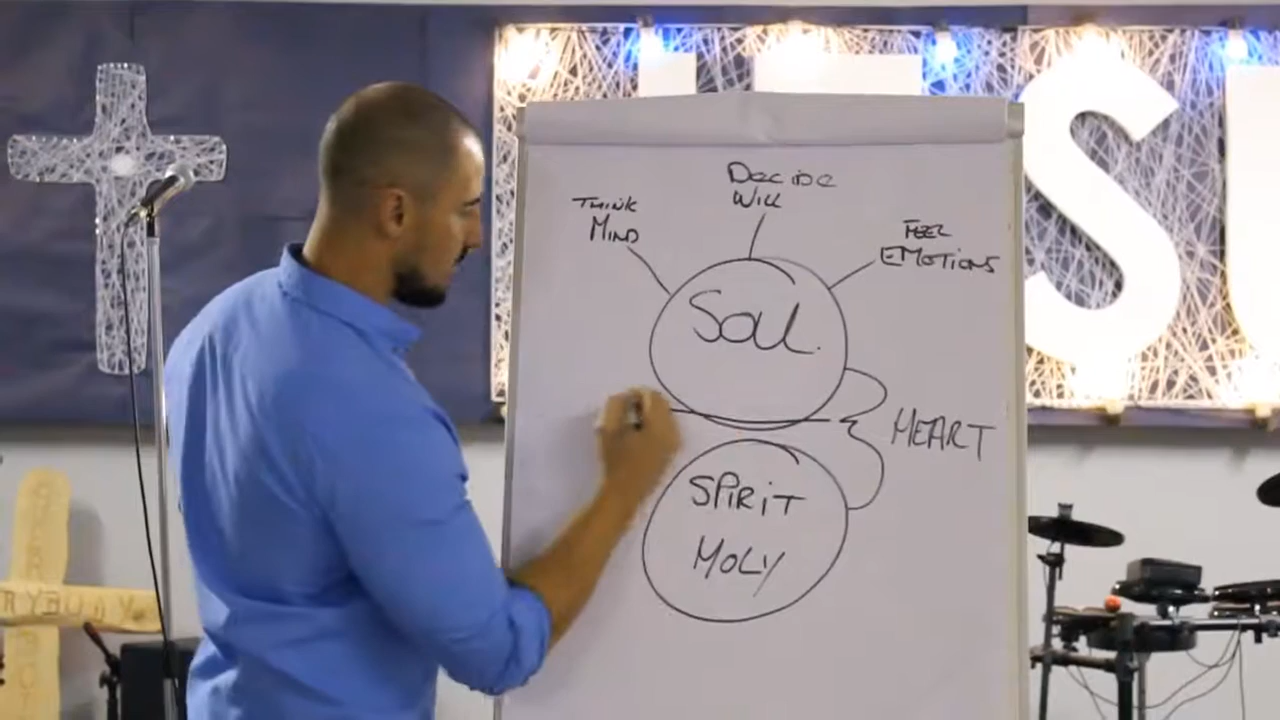 Decide
Will
THINK
MIND
FEEL
EMOTIONS
Soul
HEART
SPIRIT
HOLY
S